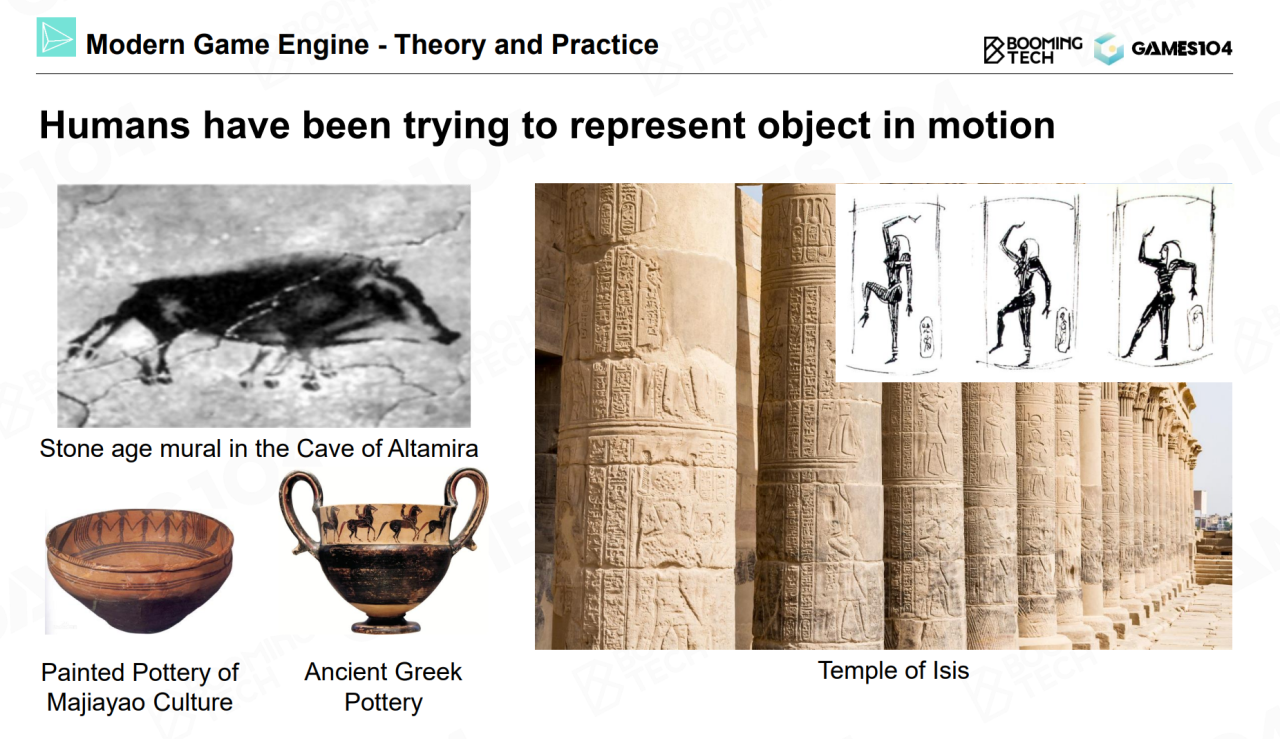 Modern Game Engine - Theory and Practice
BOOMING
TECH
GAMES104
Humans have been trying to represent object in motion
Stone age mural in the Cave of Altamira
Painted Pottery of
Majiayao Culture
Ancient Greek
Pottery
Temple of Isis